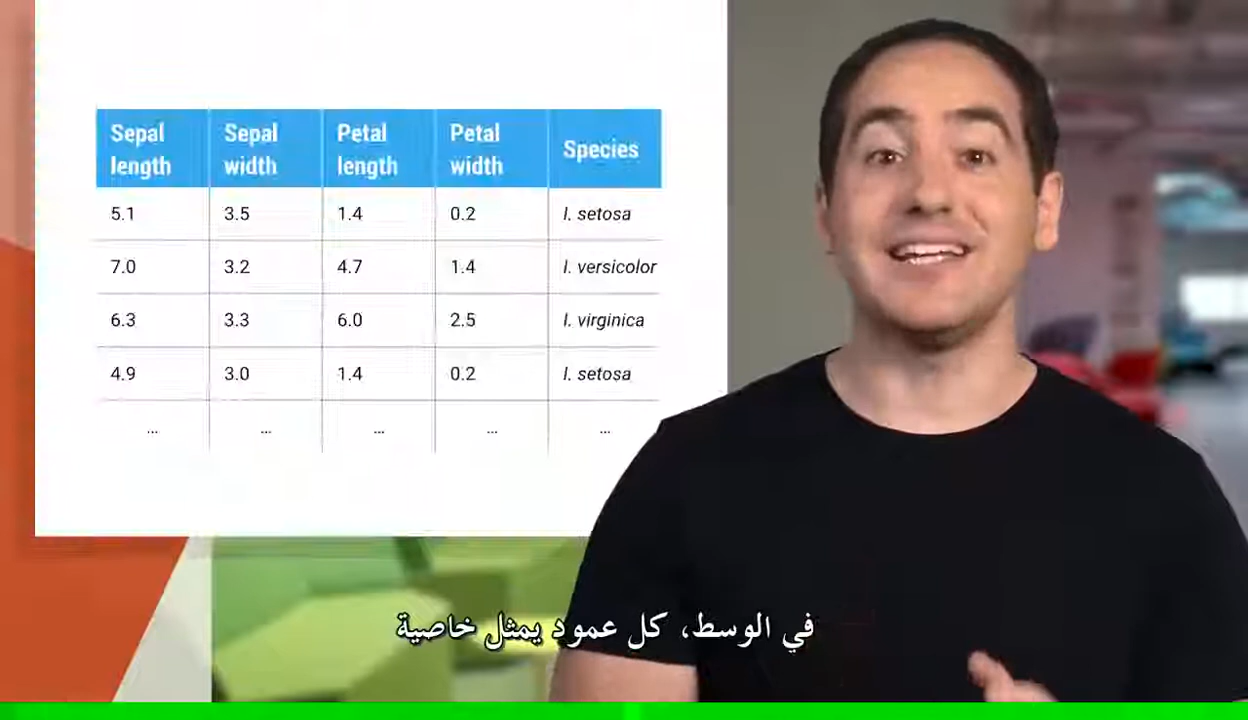 Sepal length	Sepal width	Petal length	Petal width	Species
5.1	3.5	1.4	0.2	I. setosa
7.0	3.2	4.7	1.4	I. versicolor
6.3	3.3	6.0	2.5	I. virginica
4.9	3.0	1.4	0.2	I. setosa
...	...	...	...	...
في الوسط، كل عمود يمثل خاصية